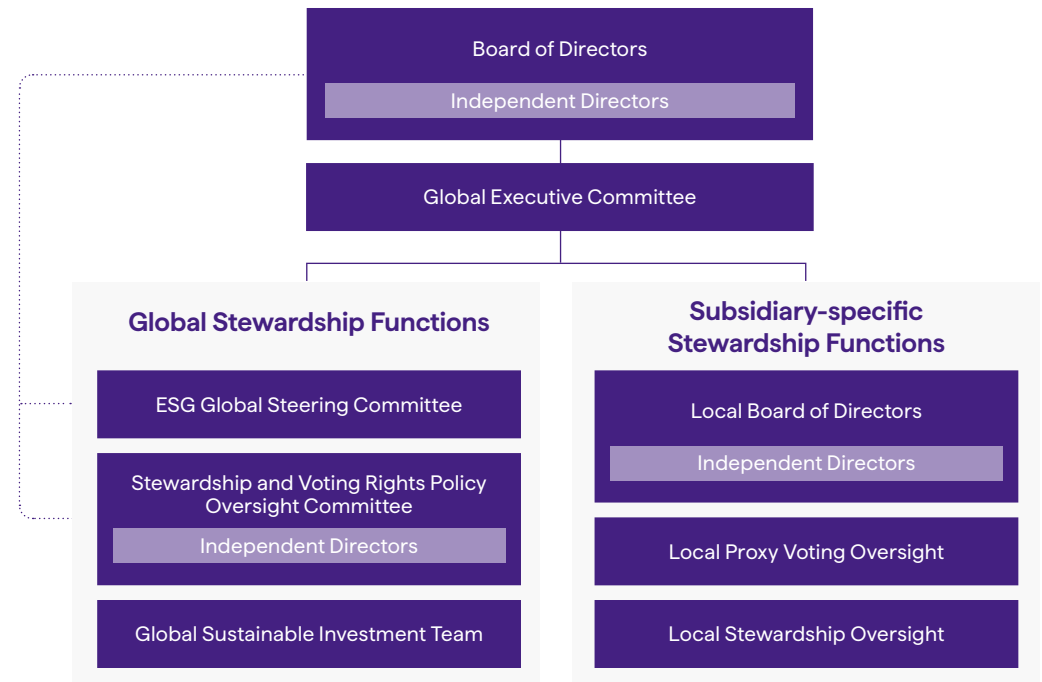 Board of Directors
Independent Directors
Global Executive Committee
Global Stewardship Functions
ESG Global Steering Committee
Stewardship and Voting Rights Policy
Oversight Committee
Independent Directors
Global Sustainable Investment Team
Subsidiary-specific
Stewardship Functions
Local Board of Directors
Independent Directors
Local Proxy Voting Oversight
Local Stewardship Oversight